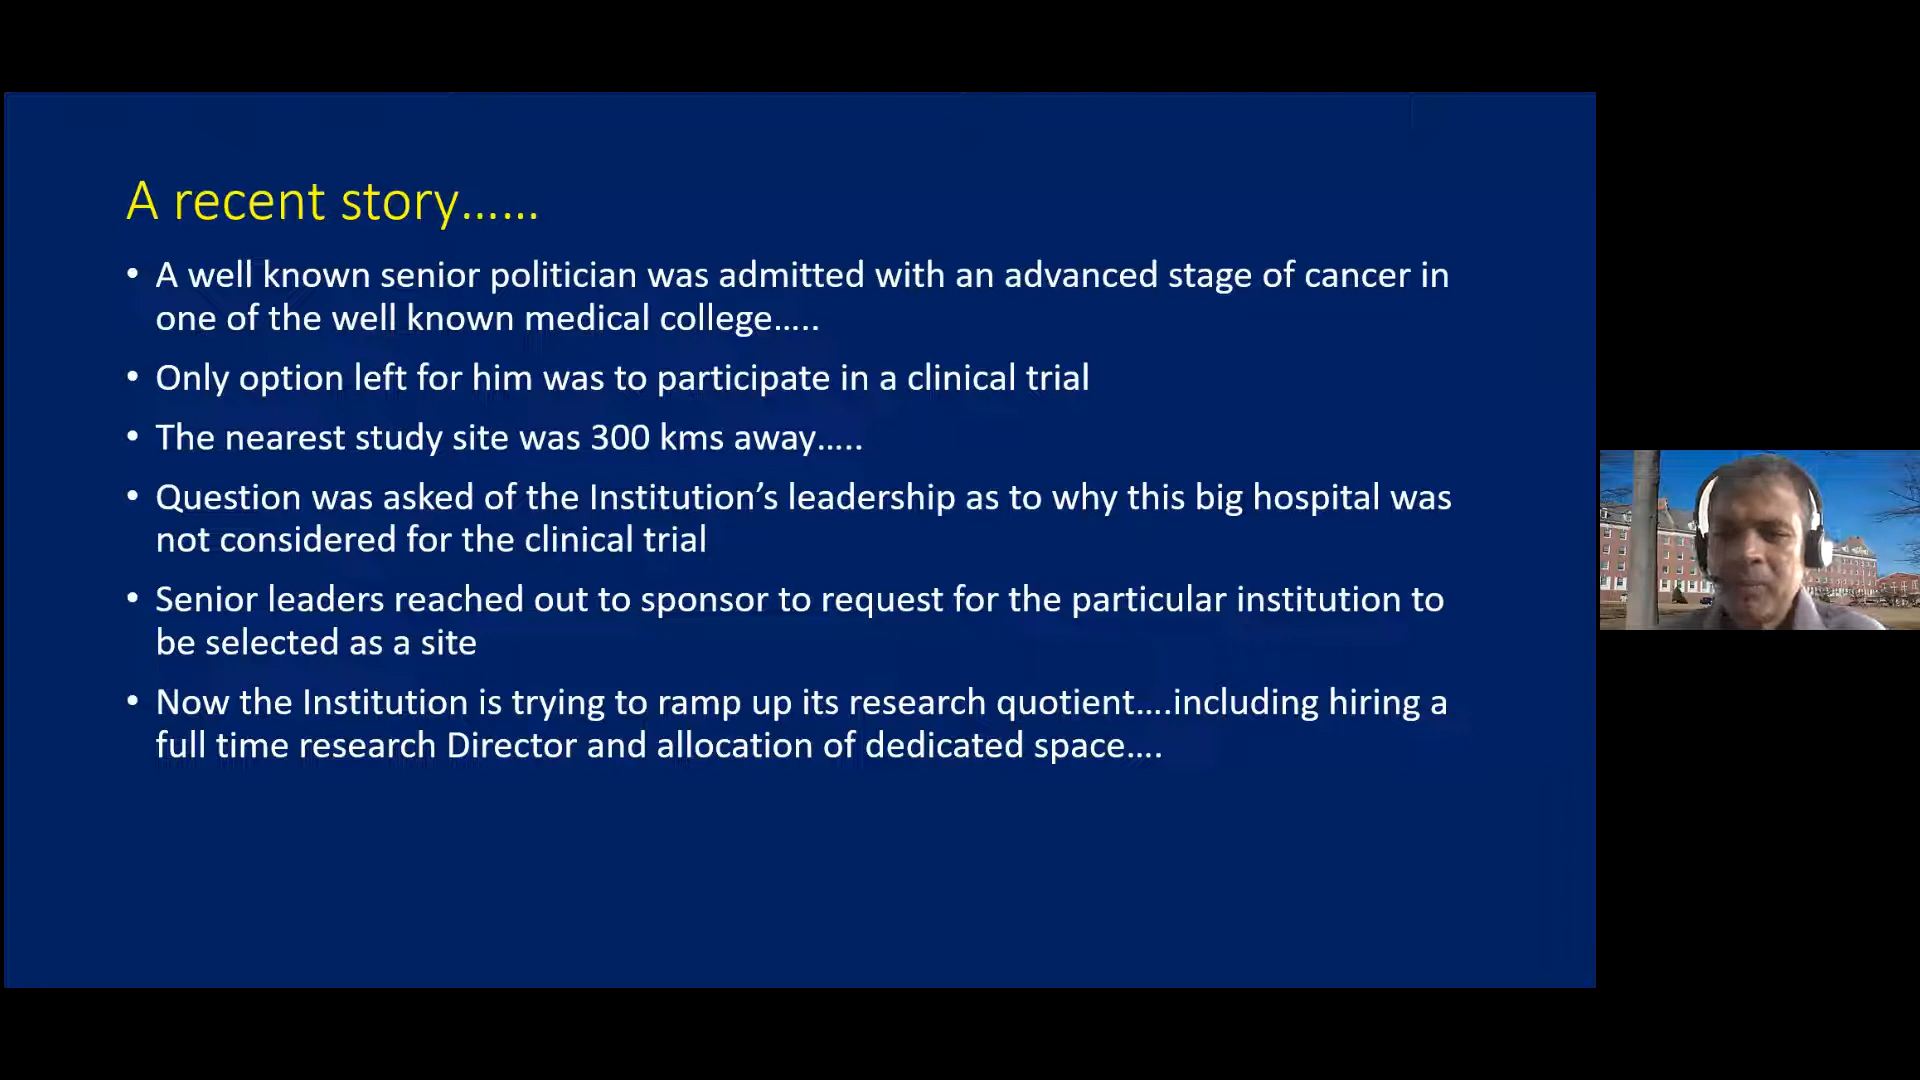 A recent story……
• A well known senior politician was admitted with an advanced stage of cancer in
one of the well known medical college…..
• Only option left for him was to participate in a clinical trial
• The nearest study site was 300 kms away…..
• Question was asked of the Institution’s leadership as to why this big hospital was
not considered for the clinical trial
• Senior leaders reached out to sponsor to request for the particular institution to
be selected as a site
• Now the Institution is trying to ramp up its research quotient….including hiring a
full time research Director and allocation of dedicated space….